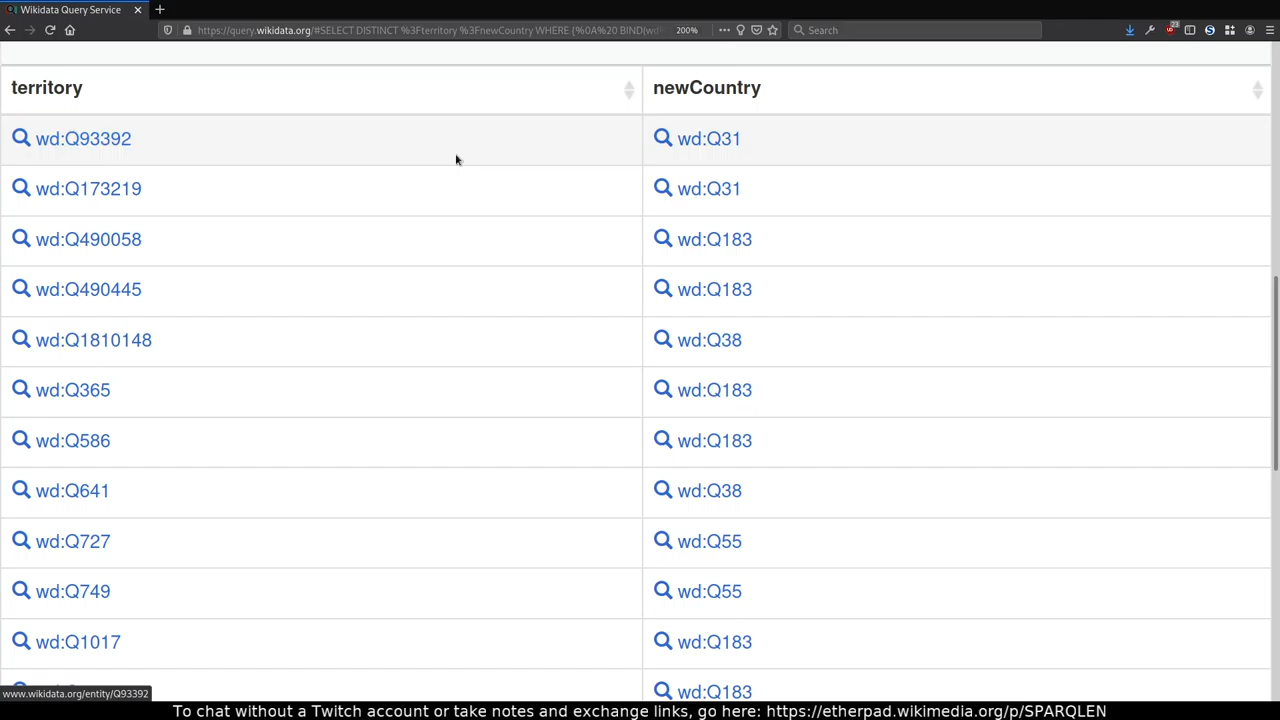 Wikidata Query Service
https://query.wikidata.org/#SELECT DISTINCT %3Fterritory %3FnewCountry WHERE {%0A%20 BIND(wd
200%
Search
territory newCountry
wd:Q93392 wd:Q31
wd:Q173219 wd:Q31
wd:Q490058 wd:Q183
wd:Q490445 wd:Q183
wd:Q1810148 wd:Q38
wd:Q365 wd:Q183
wd:Q586 wd:Q183
wd:Q641 wd:Q38
wd:Q727 wd:Q55
wd:Q749 wd:Q55
wd:Q1017 wd:Q183
wd:Q183
www.wikidata.org/entity/Q93392
To chat without a Twitch account or take notes and exchange links, go here: https://etherpad.wikimedia.org/p/SPARQLEN